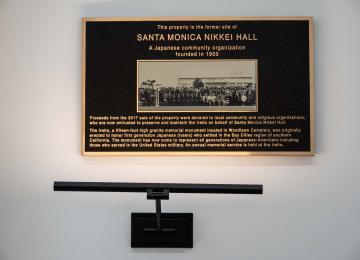 This property is the former site of
SANTA MONICA NIKKEI HALL
A Japanese community organization
founded in 1950
Proceeds from the 2017 sale of the property were donated to local community and religious organizations,
who are now entrusted to preserve and maintain the Ireito on behalf of Santa Monica Nikkei Hall.
The Ireito, a fifteen-foot high granite memorial monument located in Woodlawn Cemetery, was originally
erected to honor first generation Japanese (Issei) who settled in the Bay Cities region of southern
California. The monument has now come to represent all generations of Japanese-Americans including
those who served in the United States military. An annual memorial service is held at the Ireito.